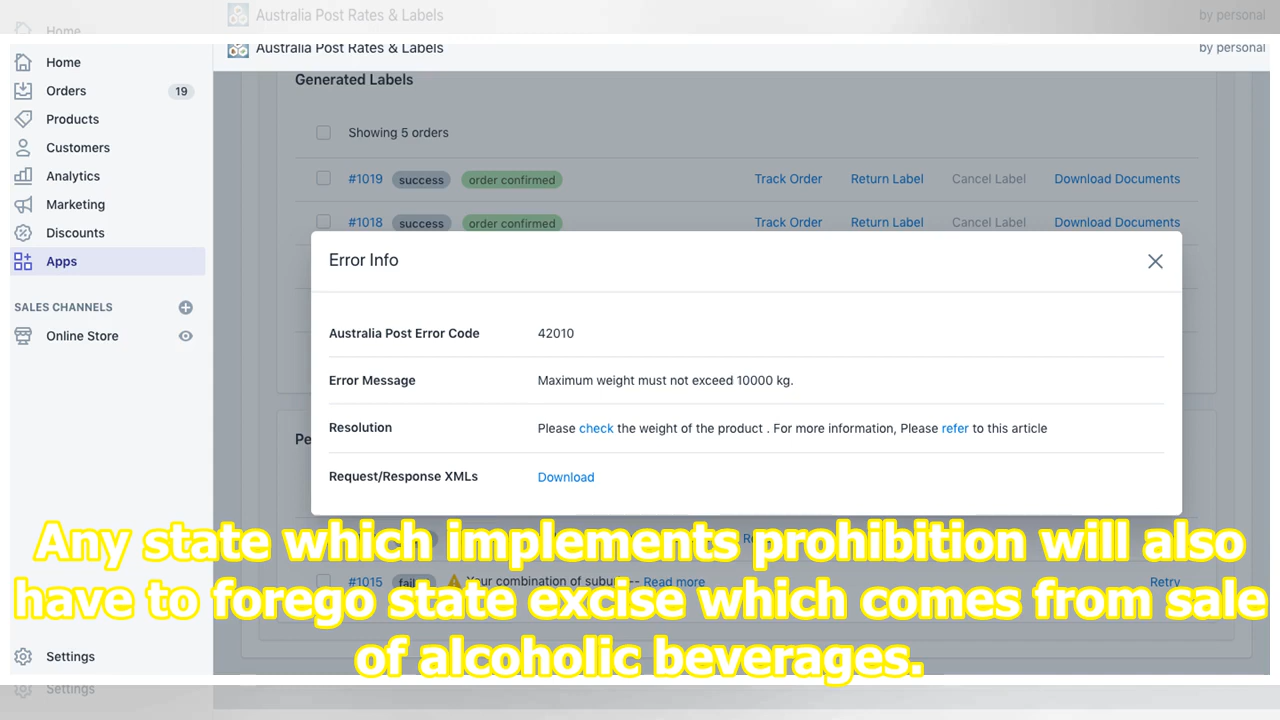 Home
Australia Post Rates & Labels
by personal
Australia Post Rates & Labels
by personal
Home
Orders 19
Products
Customers
Analytics
Marketing
Discounts
Apps
SALES CHANNELS
Online Store
Settings
Settings
Generated Labels
Showing 5 orders
#1019 success order confirmed Track Order Return Label Cancel Label Download Documents
#1018 success order confirmed Track Order Return Label Cancel Label Download Documents
Error Info
Australia Post Error Code 42010
Error Message Maximum weight must not exceed 10000 kg.
Resolution Please check the weight of the product . For more information, Please refer to this article
Request/Response XMLs Download
#1015 Your combination of Read more Retry
Any state which implements prohibition will also
have to forego state excise which comes from sale
of alcoholic beverages.